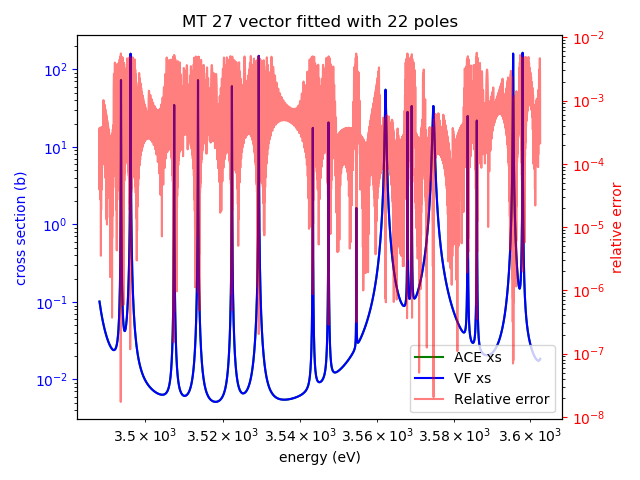 MT 27 vector fitted with 22 poles
10²
10¹
10⁰
10⁻¹
10⁻²
cross section (b)
10⁻²
10⁻³
10⁻⁴
10⁻⁵
10⁻⁶
10⁻⁷
10⁻⁸
relative error
ACE xs
VF xs
Relative error
3.5 × 10³ 3.52 × 10³ 3.54 × 10³ 3.56 × 10³ 3.58 × 10³ 3.6 × 10³
energy (eV)